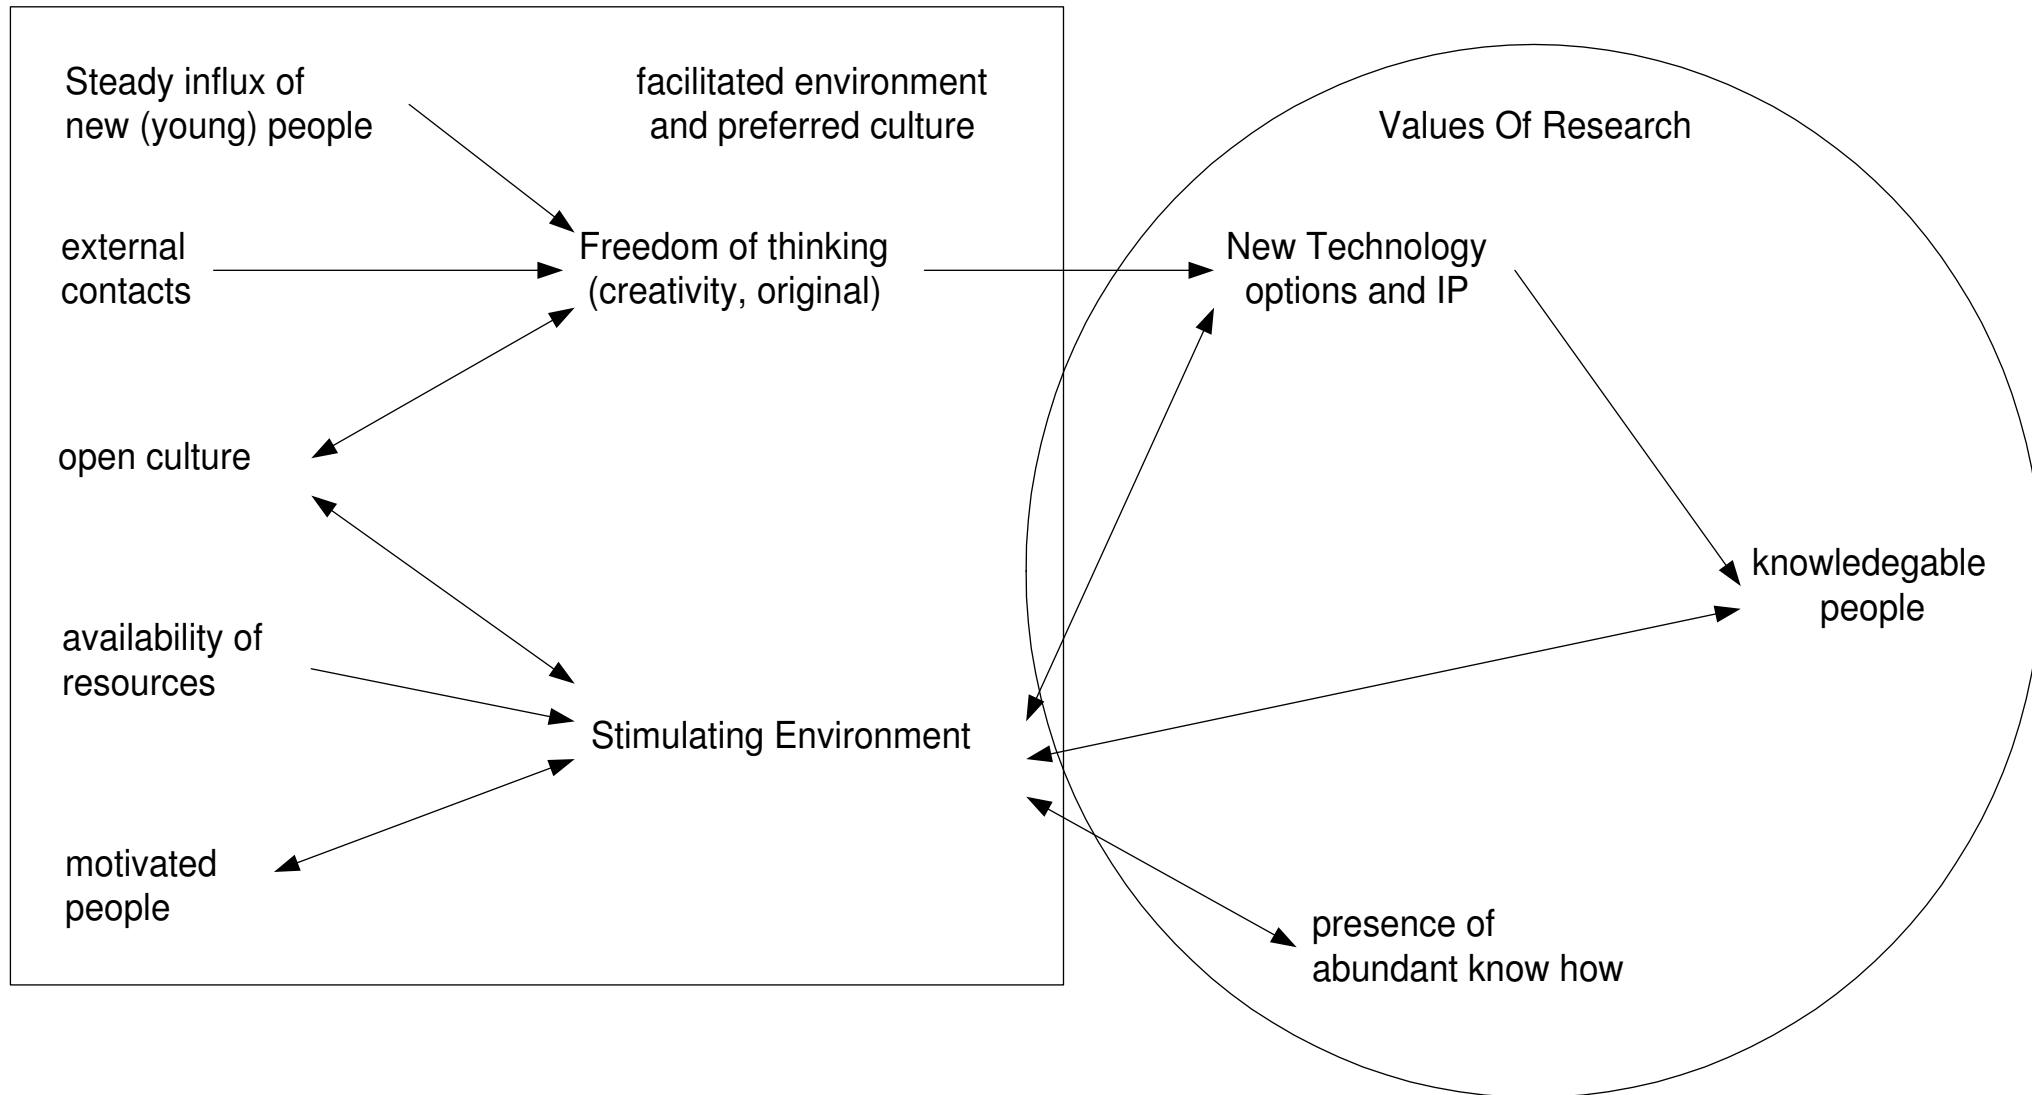 Steady influx of
new (young) people
facilitated environment
and preferred culture
Values Of Research
external
contacts
Freedom of thinking
(creativity, original)
New Technology
options and IP
open culture
knowledegable
people
availability of
resources
Stimulating Environment
motivated
people
presence of
abundant know how